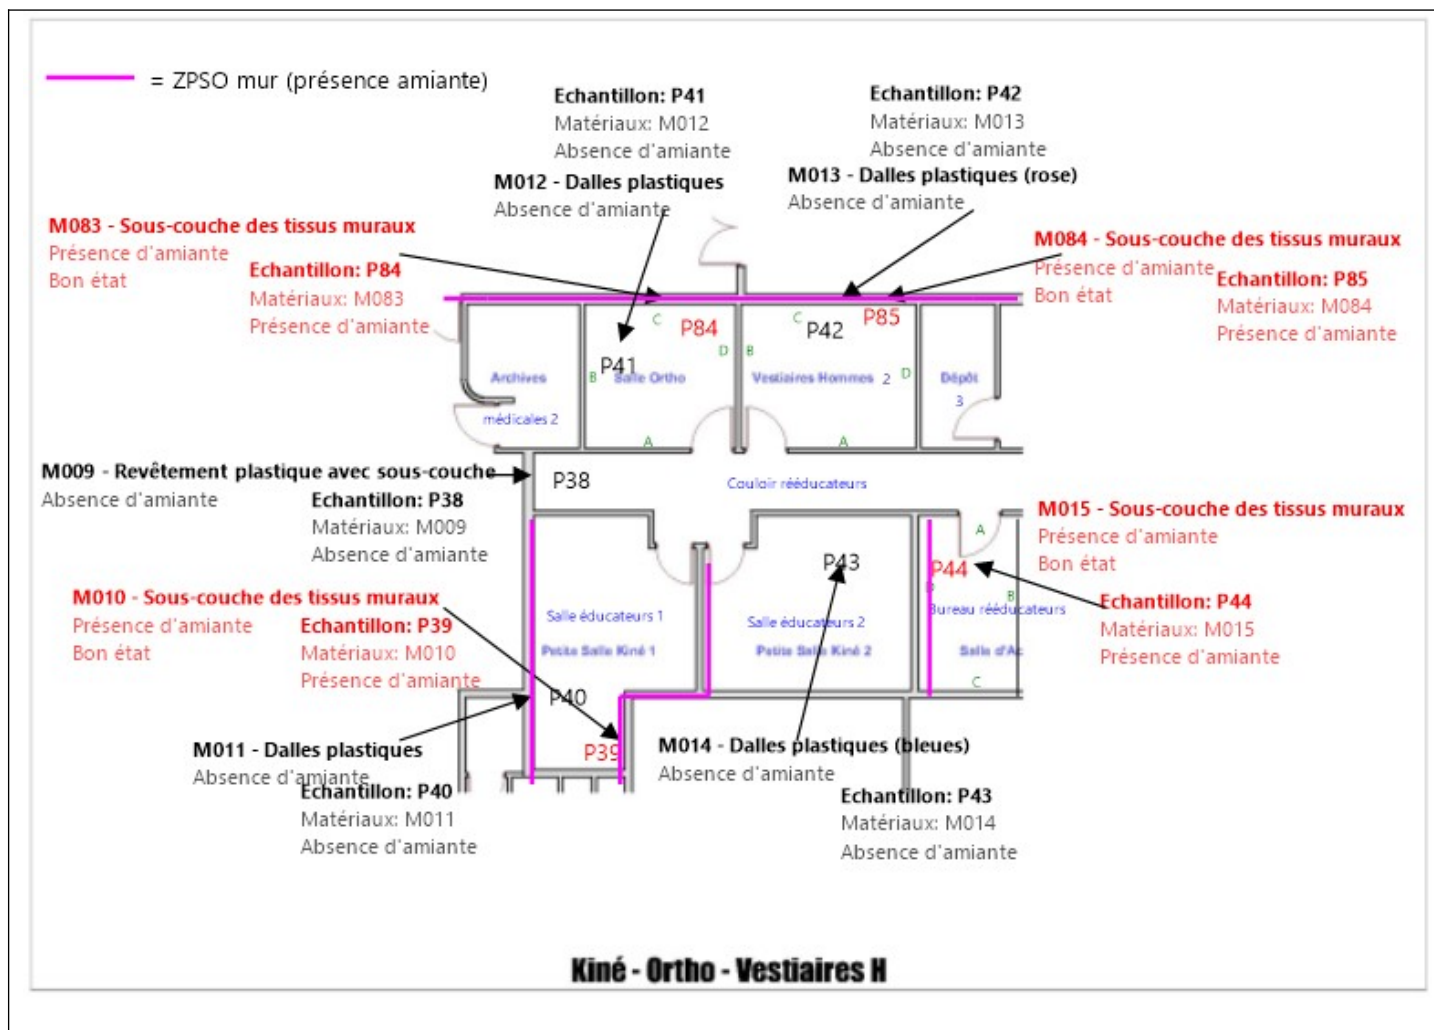 = ZPSO mur (présence amiante)
Echantillon: P41
Matériaux: M012
Absence d'amiante
Echantillon: P42
Matériaux: M013
Absence d'amiante
M012 - Dalles plastiques
Absence d'amiante
M013 - Dalles plastiques (rose)
Absence d'amiante
M083 - Sous-couche des tissus muraux
Présence d'amiante
Bon état
Echantillon: P84
Matériaux: M083
Présence d'amiante
M084 - Sous-couche des tissus muraux
Présence d'amiante
Bon état
Echantillon: P85
Matériaux: M084
Présence d'amiante
C
P84
C
P42
P85
D
B
P41
B
Salle Ortho
Archives
médicales 2
Vestiaires Hommes 2
D
Dépôt
3
A
A
M009 - Revêtement plastique avec sous-couche
Absence d'amiante
Echantillon: P38
Matériaux: M009
Absence d'amiante
P38
Couloir rééducateurs
M015 - Sous-couche des tissus muraux
Présence d'amiante
Bon état
A
P43
P44
D
B
Echantillon: P44
Matériaux: M015
Présence d'amiante
M010 - Sous-couche des tissus muraux
Présence d'amiante
Bon état
Echantillon: P39
Matériaux: M010
Présence d'amiante
Salle éducateurs 1
Petite Salle Kiné 1
Salle éducateurs 2
Petite Salle Kiné 2
Bureau rééducateurs
Salle d'Ac
C
P40
P39
M011 - Dalles plastiques
Absence d'amiante
Echantillon: P40
Matériaux: M011
Absence d'amiante
M014 - Dalles plastiques (bleues)
Absence d'amiante
Echantillon: P43
Matériaux: M014
Absence d'amiante
Kiné - Ortho - Vestiaires H